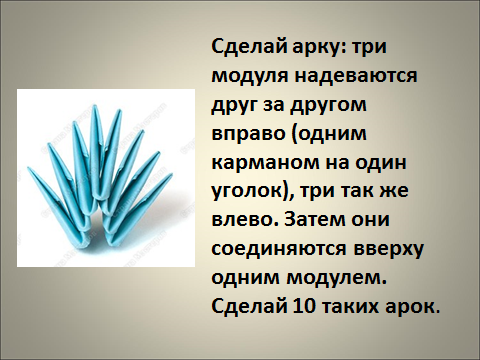 Сделай арку: три
модуля надеваются
друг за другом
вправо (одним
карманом на один
уголок), три так же
влево. Затем они
соединяются вверху
одним модулем.
Сделай 10 таких арок.